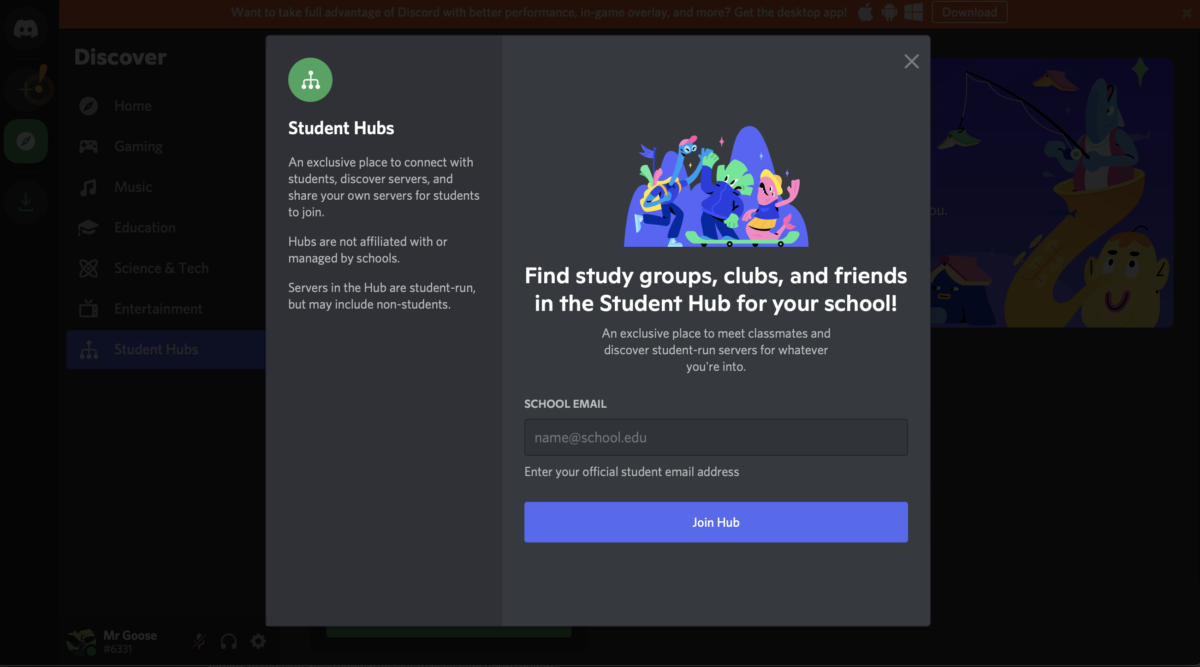 Want to take full advantage of Discord with better performance, in-game overlay, and more? Get the desktop app!
Download
Discover
Home
Gaming
Music
Education
Science & Tech
Entertainment
Student Hubs
Mr Goose
#6331
Student Hubs
An exclusive place to connect with
students, discover servers, and
share your own servers for students
to join.
Hubs are not affiliated with or
managed by schools.
Servers in the Hub are student-run,
but may include non-students.
Find study groups, clubs, and friends
in the Student Hub for your school!
An exclusive place to meet classmates and
discover student-run servers for whatever
you're into.
SCHOOL EMAIL
name@school.edu
Enter your official student email address
Join Hub